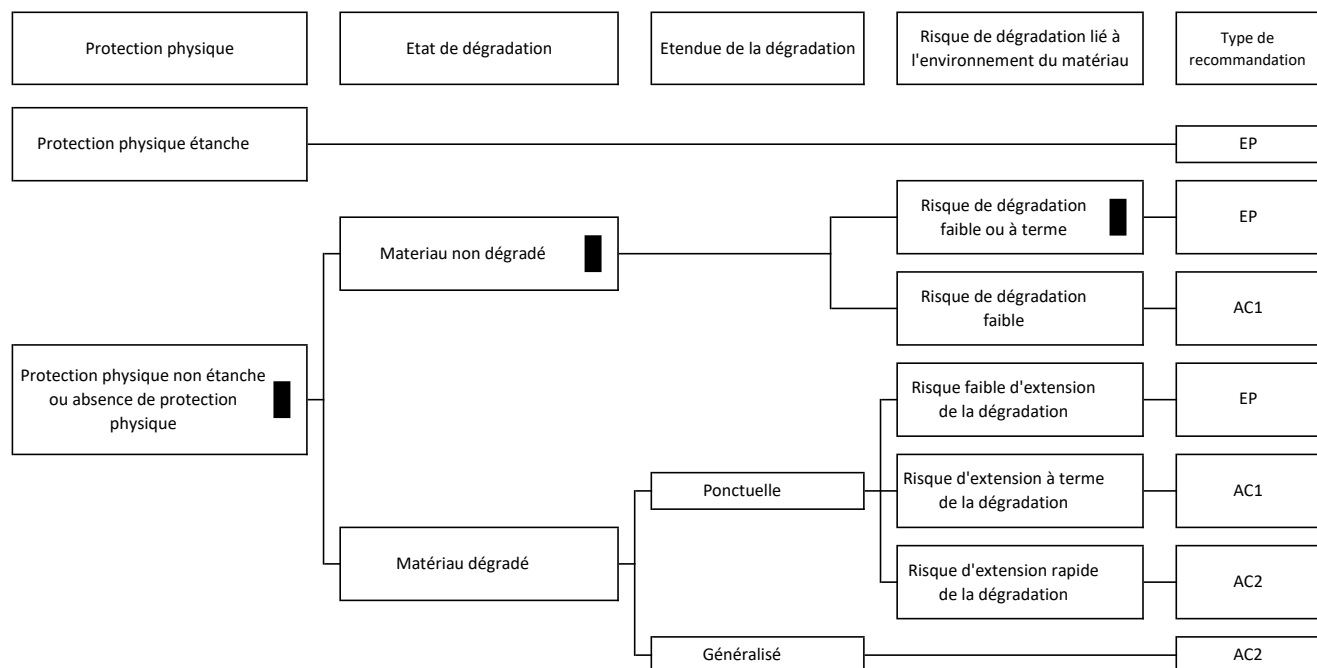 Protection physique
Etat de dégradation
Etendue de la dégradation
Risque de dégradation lié à
l'environnement du matériau
Type de
recommandation
Protection physique étanche
EP
Risque de dégradation
faible ou à terme
EP
Materiau non dégradé
Risque de dégradation
faible
AC1
Protection physique non étanche
ou absence de protection
physique
Risque faible d'extension
de la dégradation
EP
Ponctuelle
Risque d'extension à terme
de la dégradation
AC1
Matériau dégradé
Risque d'extension rapide
de la dégradation
AC2
Généralisé
AC2